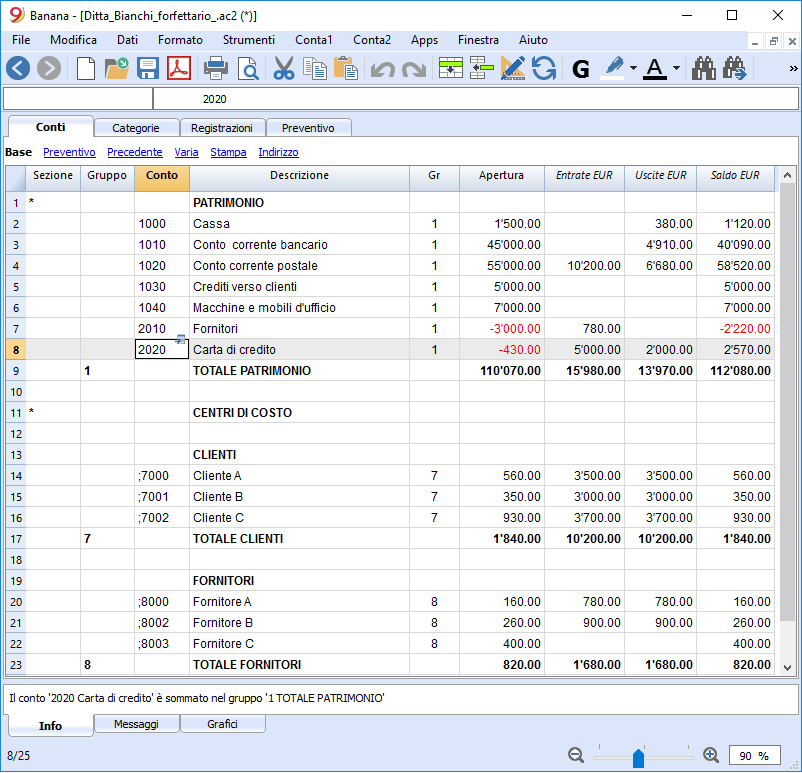 Banana - [Ditta_Bianchi_forfettario_.ac2 (*)]
File Modifica Dati Formato Strumenti Conta1 Conta2 Apps Finestra Aiuto
G A »
2020
Conti Categorie Registrazioni Preventivo
Base Preventivo Precedente Varia Stampa Indirizzo
Sezione Gruppo Conto Descrizione Gr Apertura Entrate EUR Uscite EUR Saldo EUR
1 * PATRIMONIO
2 1000 Cassa 1 1'500.00 380.00 1'120.00
3 1010 Conto corrente bancario 1 45'000.00 4'910.00 40'090.00
4 1020 Conto corrente postale 1 55'000.00 10'200.00 6'680.00 58'520.00
5 1030 Crediti verso clienti 1 5'000.00 5'000.00
6 1040 Macchine e mobili d'ufficio 1 7'000.00 7'000.00
7 2010 Fornitori 1 -3'000.00 780.00 -2'220.00
8 2020 Carta di credito 1 -430.00 5'000.00 2'000.00 2'570.00
9 1 TOTALE PATRIMONIO 110'070.00 15'980.00 13'970.00 112'080.00
10
11 * CENTRI DI COSTO
12
13 CLIENTI
14 ;7000 Cliente A 7 560.00 3'500.00 3'500.00 560.00
15 ;7001 Cliente B 7 350.00 3'000.00 3'000.00 350.00
16 ;7002 Cliente C 7 930.00 3'700.00 3'700.00 930.00
17 7 TOTALE CLIENTI 1'840.00 10'200.00 10'200.00 1'840.00
18
19 FORNITORI
20 ;8000 Fornitore A 8 160.00 780.00 780.00 160.00
21 ;8002 Fornitore B 8 260.00 900.00 900.00 260.00
22 ;8003 Fornitore C 8 400.00 400.00
23 8 TOTALE FORNITORI 820.00 1'680.00 1'680.00 820.00
Il conto '2020 Carta di credito' è sommato nel gruppo '1 TOTALE PATRIMONIO'
Info Messaggi Grafici
8/25 90 %